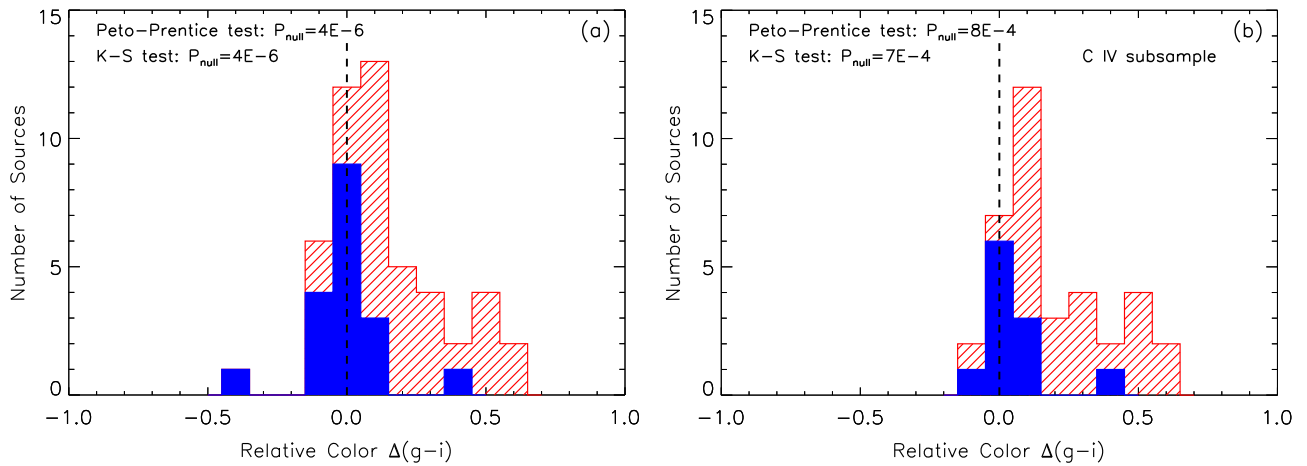 Peto-Prentice test: Pnull=4E-6
(a)
K-S test: Pnull=4E-6
15
10
5
0
Number of Sources
-1.0 -0.5 0.0 0.5 1.0
Relative Color Δ(g-i)
Peto-Prentice test: Pnull=8E-4
(b)
K-S test: Pnull=7E-4
C IV subsample
15
10
5
0
Number of Sources
-1.0 -0.5 0.0 0.5 1.0
Relative Color Δ(g-i)